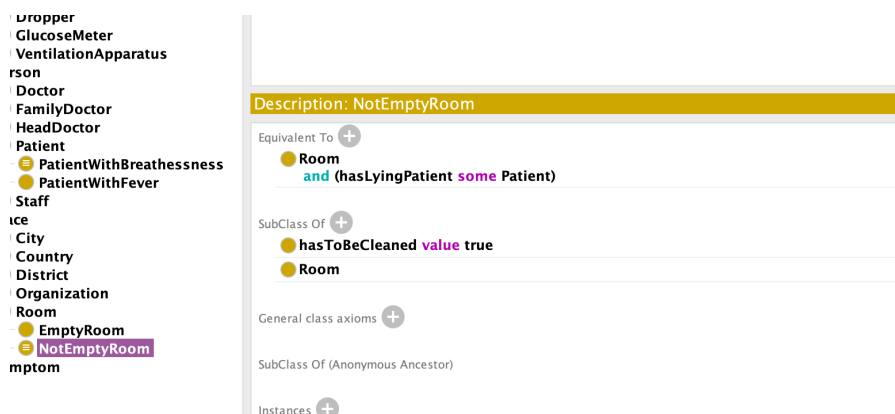 Dropper
GlucoseMeter
VentilationApparatus
rson
Doctor
FamilyDoctor
HeadDoctor
Patient
PatientWithBreathessness
PatientWithFever
Staff
ace
City
Country
District
Organization
Room
EmptyRoom
NotEmptyRoom
mptom
Description: NotEmptyRoom
Equivalent To
Room
and (hasLyingPatient some Patient)
SubClass Of
hasToBeCleaned value true
Room
General class axioms
SubClass Of (Anonymous Ancestor)
Instances